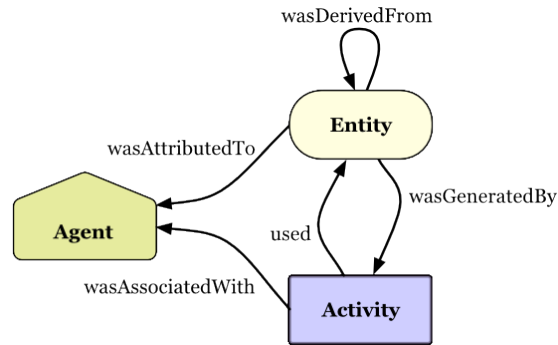 wasDerivedFrom
Entity
wasAttributedTo
wasGeneratedBy
Agent
used
wasAssociatedWith
Activity